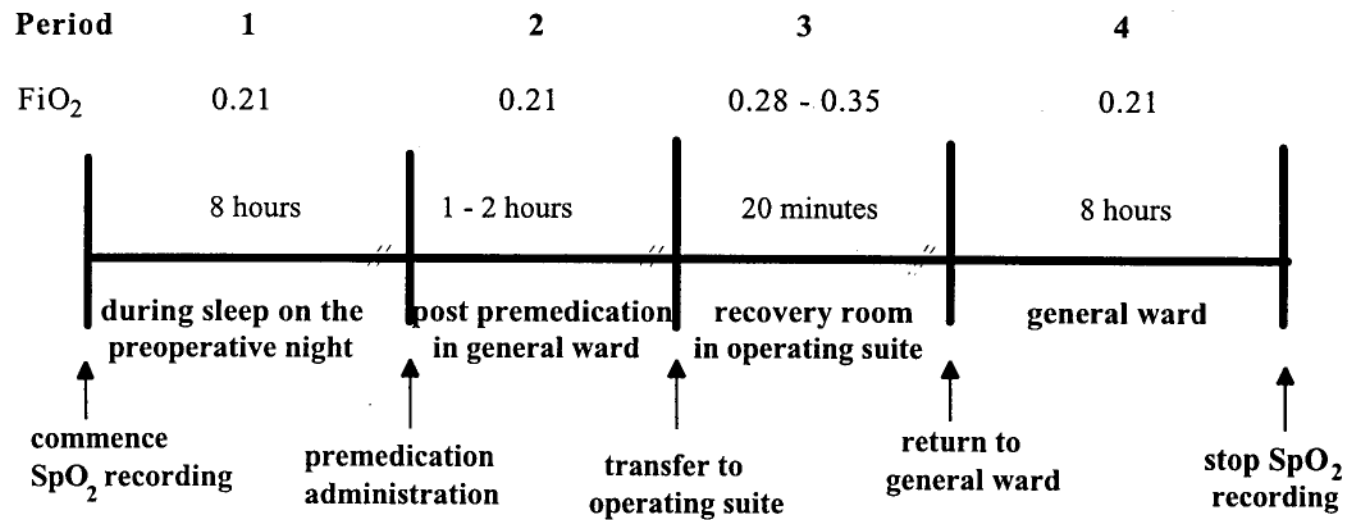 Period 1 2 3 4
FiO₂ 0.21 0.21 0.28 - 0.35 0.21
8 hours 1 - 2 hours 20 minutes 8 hours
during sleep on the
preoperative night
post premedication
in general ward
recovery room
in operating suite
general ward
commence
SpO₂ recording
premedication
administration
transfer to
operating suite
return to
general ward
stop SpO₂
recording